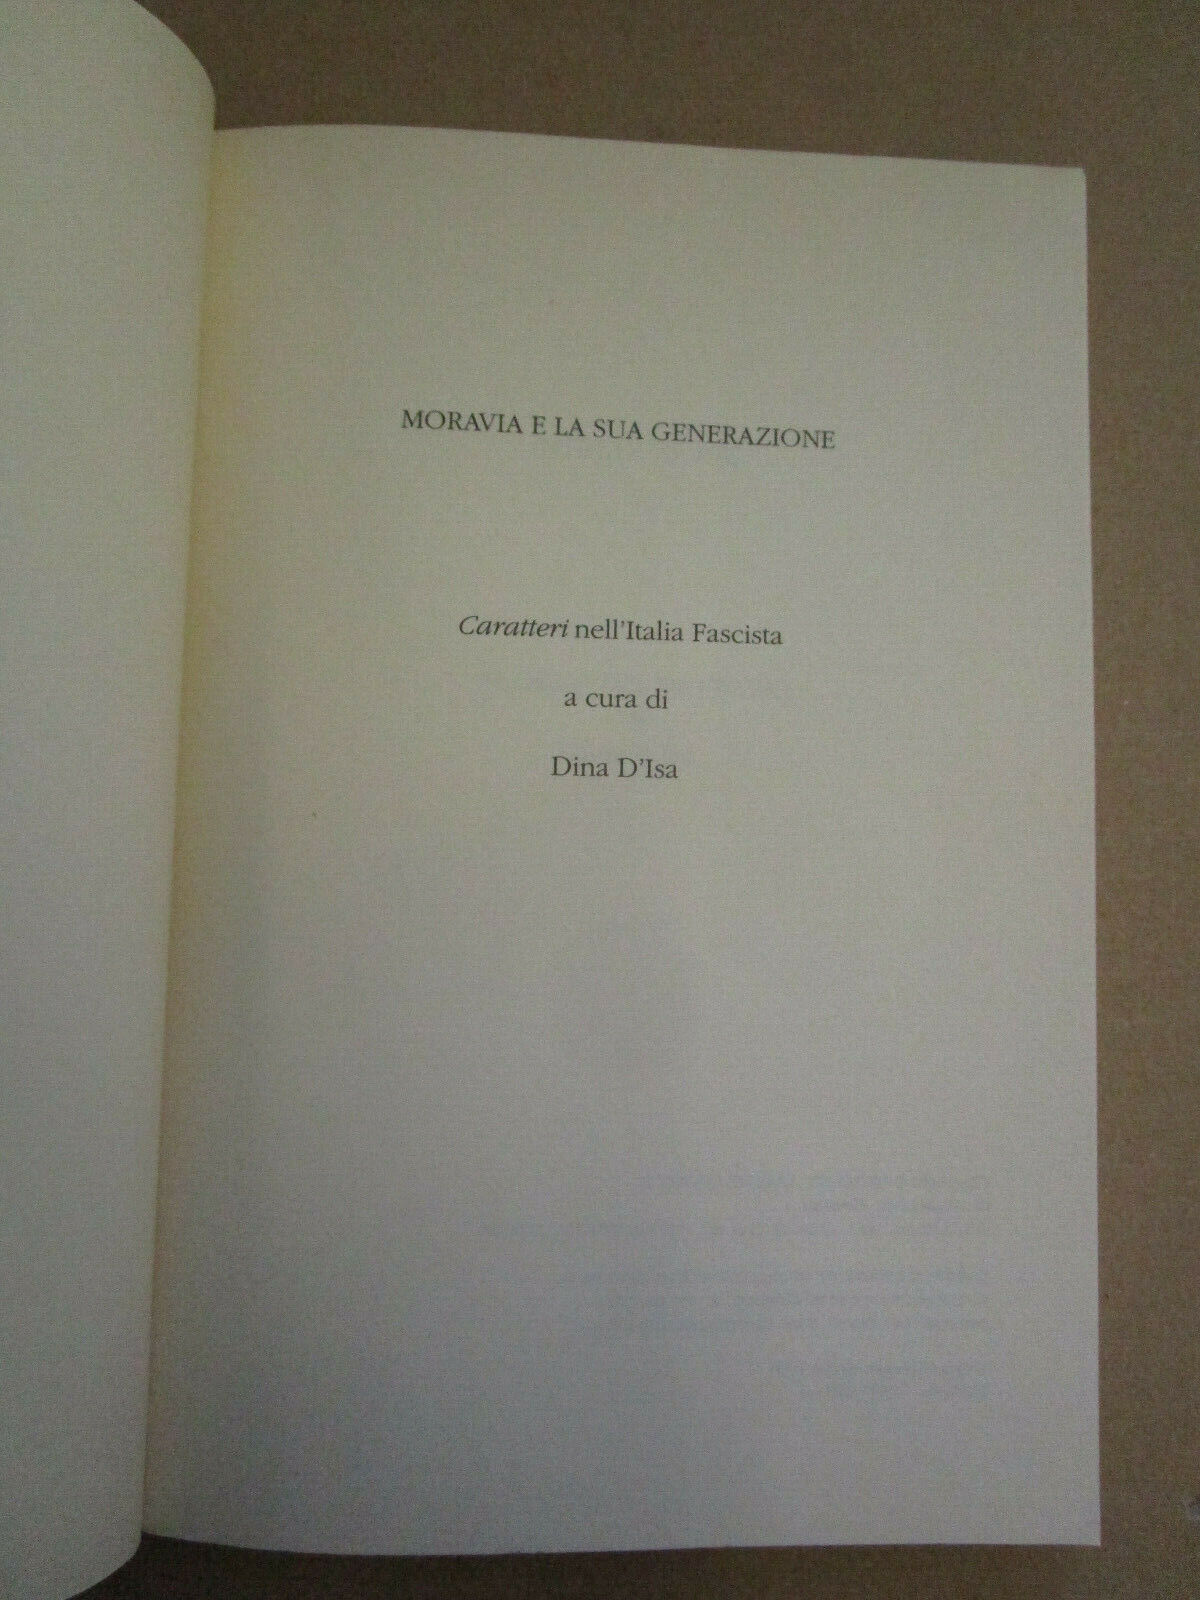 MORAVIA E LA SUA GENERAZIONE
Caratteri nell'Italia Fascista
a cura di
Dina D'Isa